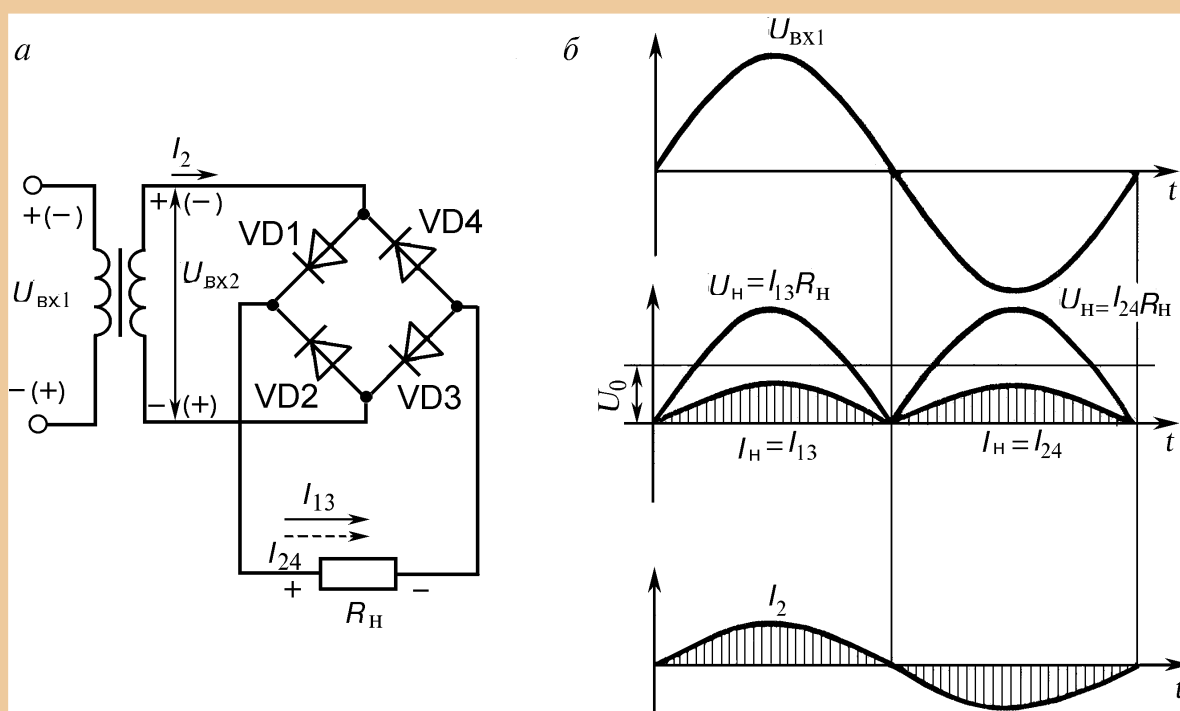 а
I2
+(−)
+(−)
Uвх1
Uвх2
−(+)
−(+)
VD1
VD4
VD2
VD3
I13
I24
+
−
Rн
б
Uвх1
t
Uн=I13Rн
Uн=I24Rн
U0
Iн=I13
Iн=I24
t
I2
t